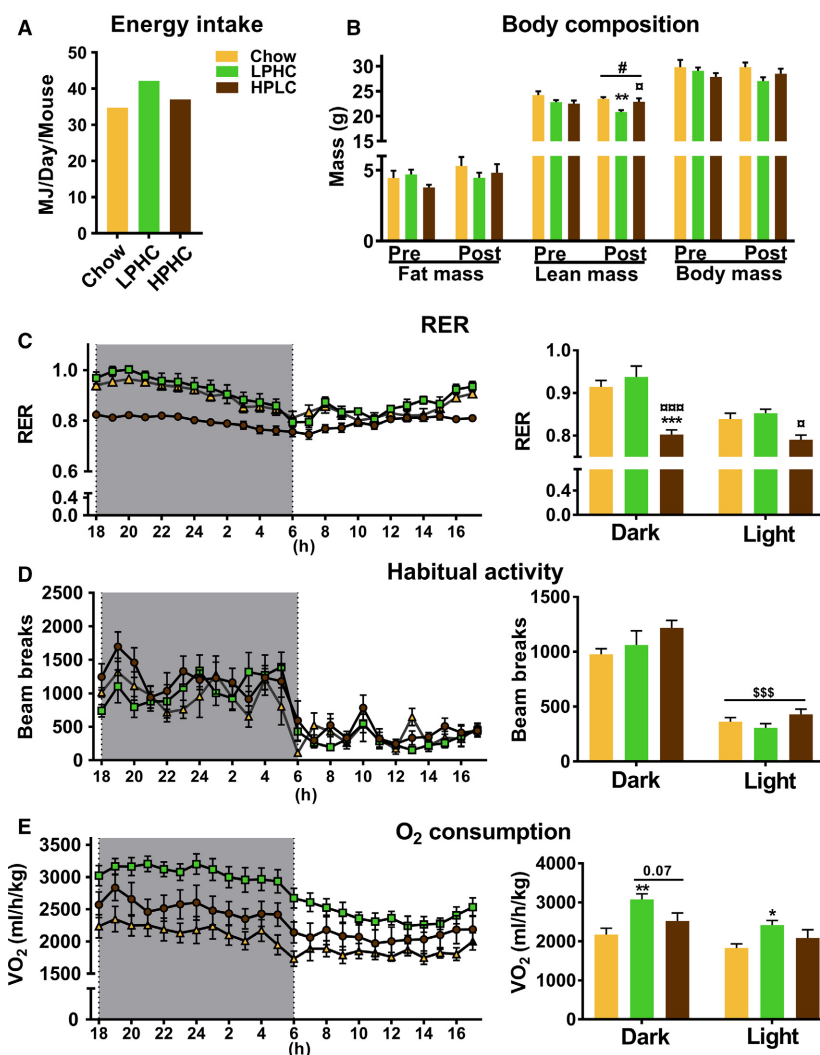 A
Energy intake
MJ/Day/Mouse
50
40
30
20
10
0
Chow
LPHC
HPHC
Chow
LPHC
HPLC
B
Body composition
Mass (g)
30
25
20
15
5
0
#
**
¤
Pre
Post
Pre
Post
Pre
Post
Fat mass
Lean mass
Body mass
C
RER
RER
1.0
0.8
0.6
0.4
0.0
18 20 22 24 2 4 6 8 10 12 14 16
(h)
RER
1.0
0.9
0.8
0.4
0.0
¤¤¤
***
¤
Dark
Light
D
Habitual activity
Beam breaks
2500
2000
1500
1000
500
0
18 20 22 24 2 4 6 8 10 12 14 16
(h)
Beam breaks
1500
1000
500
0
$$$
Dark
Light
E
O2 consumption
VO2 (ml/h/kg)
3500
3000
2500
2000
1500
0
18 20 22 24 2 4 6 8 10 12 14 16
(h)
VO2 (ml/h/kg)
4000
3000
2000
1000
0
0.07
**
*
Dark
Light